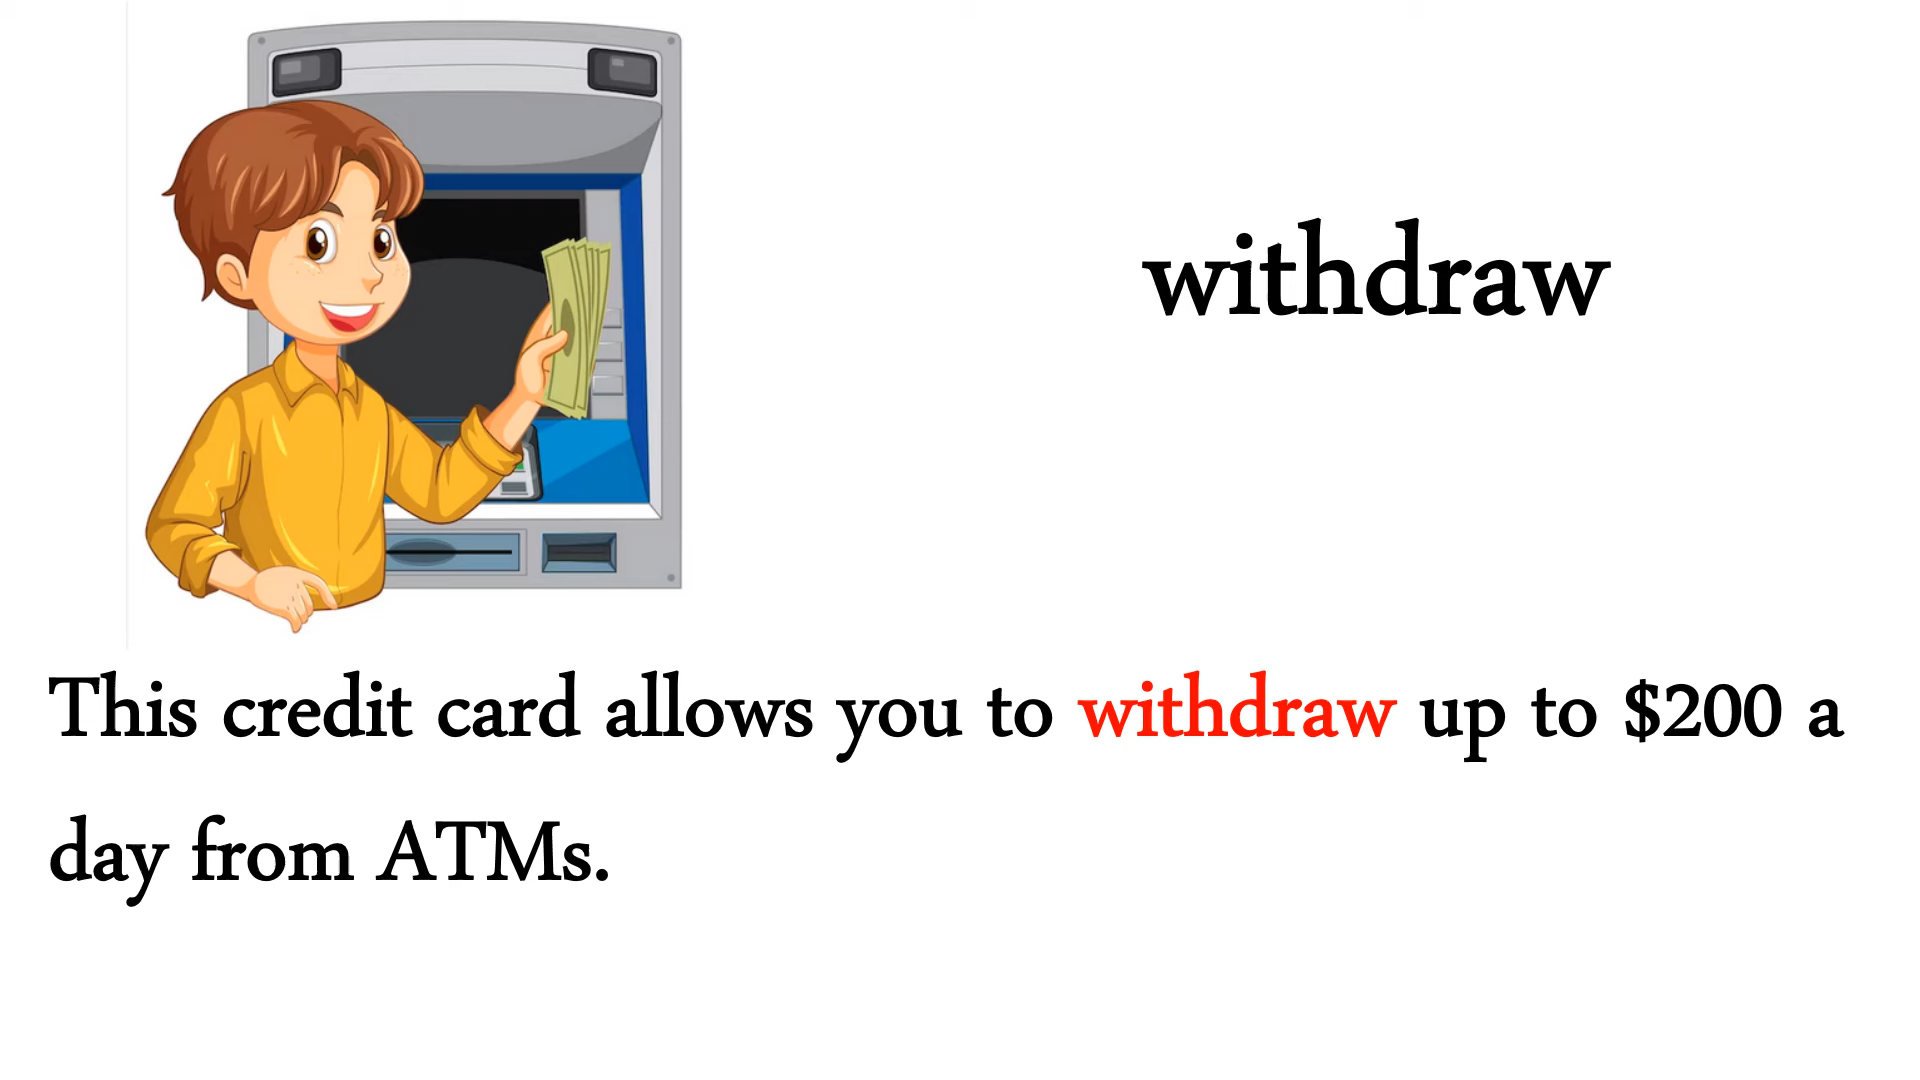 withdraw
This credit card allows you to withdraw up to $200 a
day from ATMs.